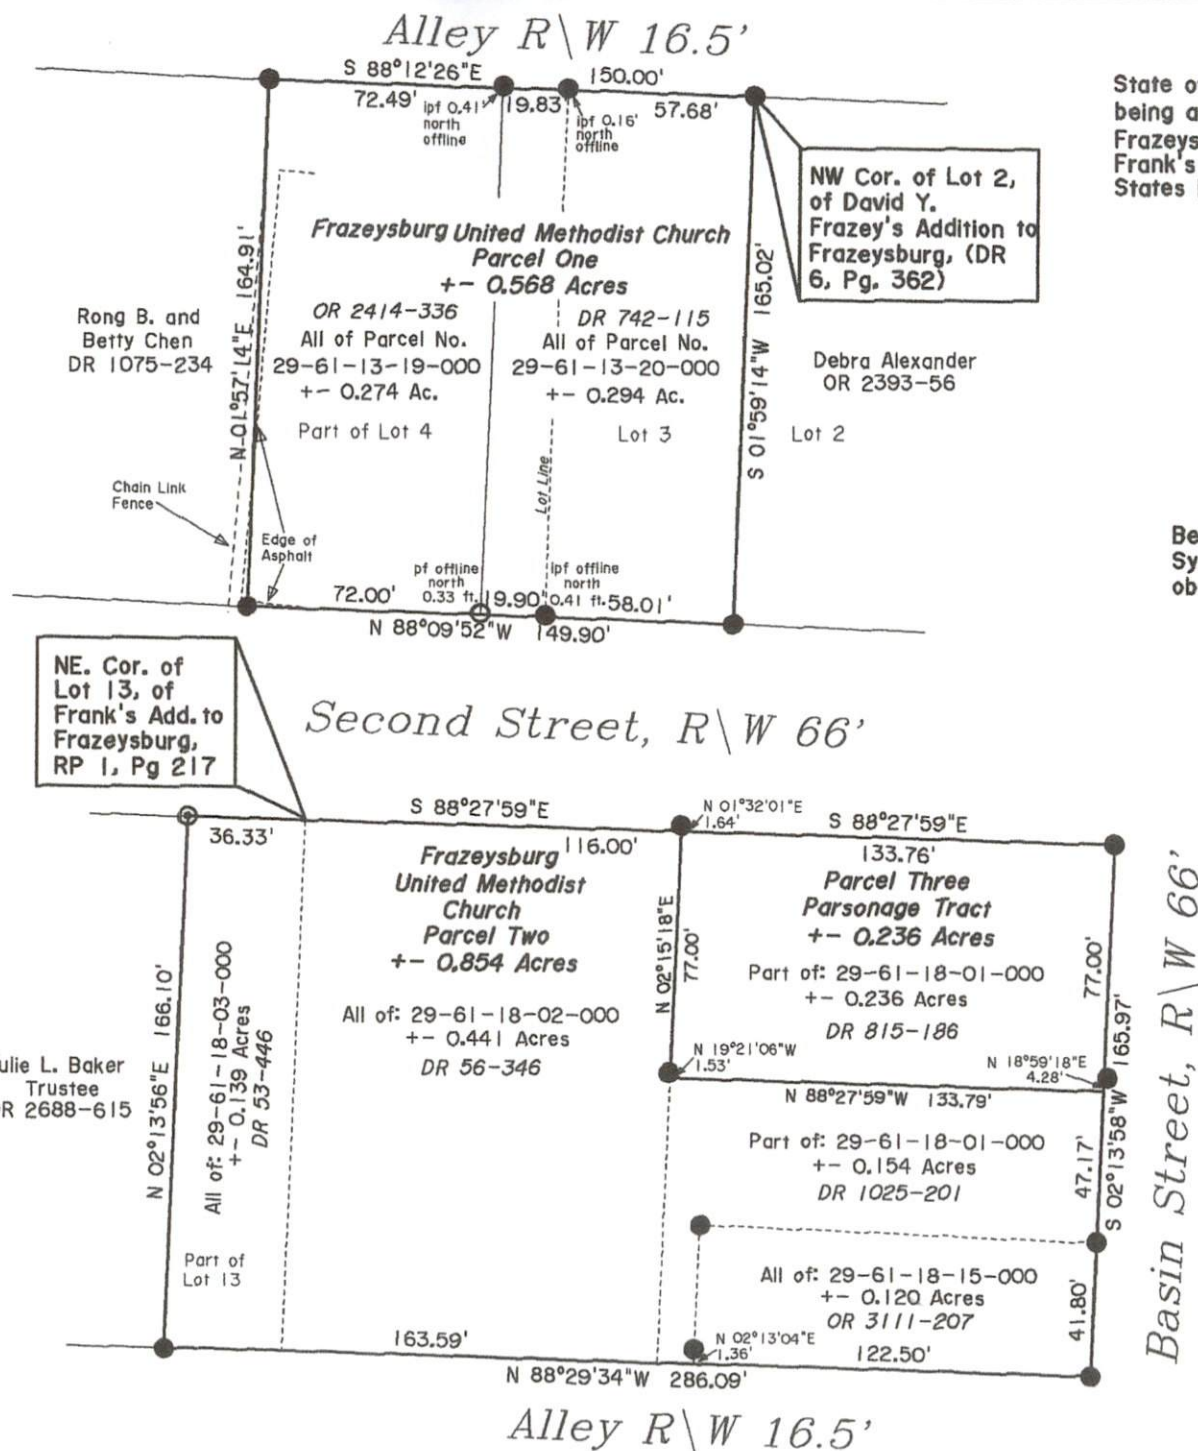 Alley R\W 16.5'
S 88°12'26"E
150.00'
72.49'
ipf 0.41'
north
offline
19.83
ipf 0.16'
north
offline
57.68'
State o
being a
Frazeys
Frank's
States
NW Cor. of Lot 2,
of David Y.
Frazey's Addition to
Frazeysburg, (DR
6, Pg. 362)
Frazeysburg United Methodist Church
Parcel One
+- 0.568 Acres
N 01°57'14"E 164.91'
S 01°59'14"W 165.02'
Rong B. and
Betty Chen
DR 1075-234
OR 2414-336
All of Parcel No.
29-61-13-19-000
+- 0.274 Ac.
Part of Lot 4
DR 742-115
All of Parcel No.
29-61-13-20-000
+- 0.294 Ac.
Lot 3
Debra Alexander
OR 2393-56
Lot 2
Lot Line
Chain Link
Fence
Edge of
Asphalt
Be
Sy
ob
72.00'
pf offline
north
0.33 ft.
19.90'
ipf offline
north
0.41 ft.
58.01'
N 88°09'52"W 149.90'
NE. Cor. of
Lot 13, of
Frank's Add. to
Frazeysburg,
RP 1, Pg 217
Second Street, R\W 66'
S 88°27'59"E
N 01°32'01"E
1.64'
S 88°27'59"E
36.33'
116.00'
133.76'
Frazeysburg
United Methodist
Church
Parcel Two
+- 0.854 Acres
All of: 29-61-18-02-000
+- 0.441 Acres
DR 56-346
N 02°15'18"E
77.00'
Parcel Three
Parsonage Tract
+- 0.236 Acres
Part of: 29-61-18-01-000
+- 0.236 Acres
DR 815-186
77.00'
S 02°13'58"W 165.97'
Basin Street, R\W 66'
N 02°13'56"E 166.10'
All of: 29-61-18-03-000
+- 0.139 Acres
DR 53-446
ulie L. Baker
Trustee
R 2688-615
N 19°21'06"W
1.53'
N 18°59'18"E
4.28'
N 88°27'59"W 133.79'
Part of: 29-61-18-01-000
+- 0.154 Acres
DR 1025-201
47.17'
Part of
Lot 13
All of: 29-61-18-15-000
+- 0.120 Acres
OR 3111-207
41.80'
163.59'
N 02°13'04"E
1.36'
122.50'
N 88°29'34"W 286.09'
Alley R\W 16.5'